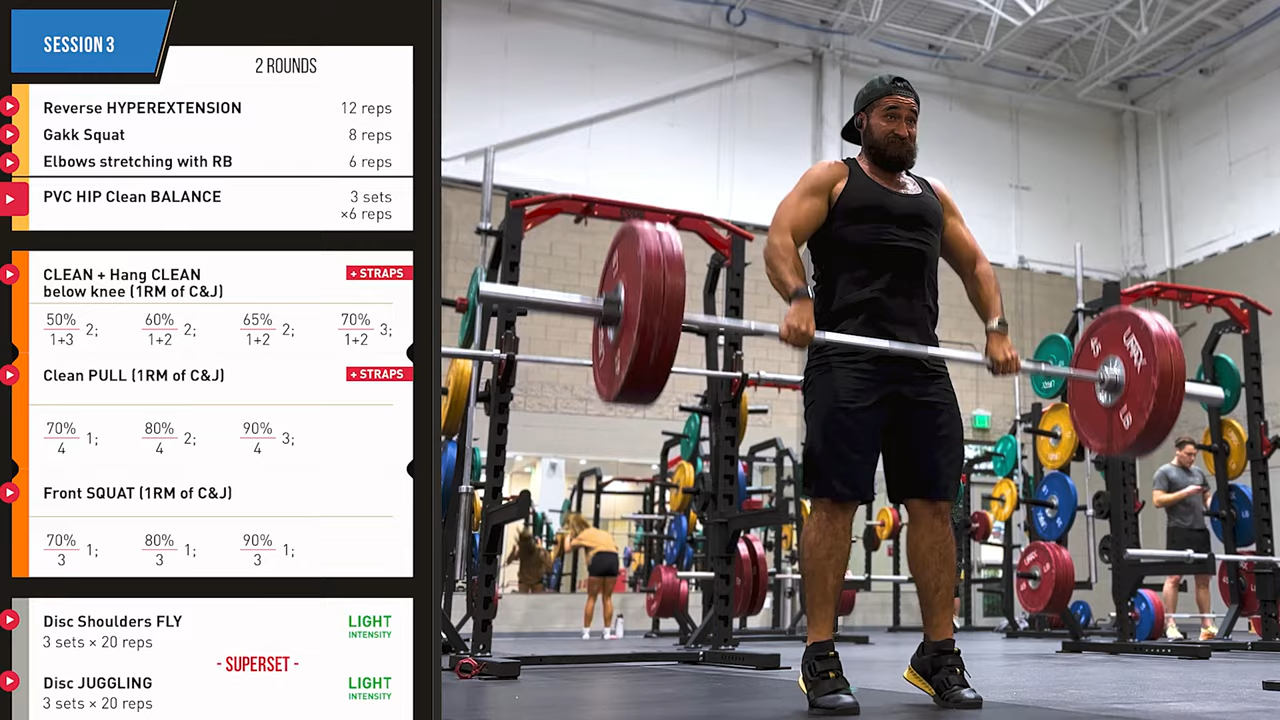 SESSION 3
2 ROUNDS
Reverse HYPEREXTENSION 12 reps
Gakk Squat 8 reps
Elbows stretching with RB 6 reps
PVC HIP Clean BALANCE 3 sets
×6 reps
CLEAN + Hang CLEAN + STRAPS
below knee (1RM of C&J)
50% 60% 65% 70%
2; 2; 2; 3;
1+3 1+2 1+2 1+2
Clean PULL (1RM of C&J) + STRAPS
70% 80% 90%
1; 2; 3;
4 4 4
Front SQUAT (1RM of C&J)
70% 80% 90%
1; 1; 1;
3 3 3
Disc Shoulders FLY LIGHT
3 sets × 20 reps INTENSITY
- SUPERSET -
Disc JUGGLING LIGHT
3 sets × 20 reps INTENSITY
45
LB